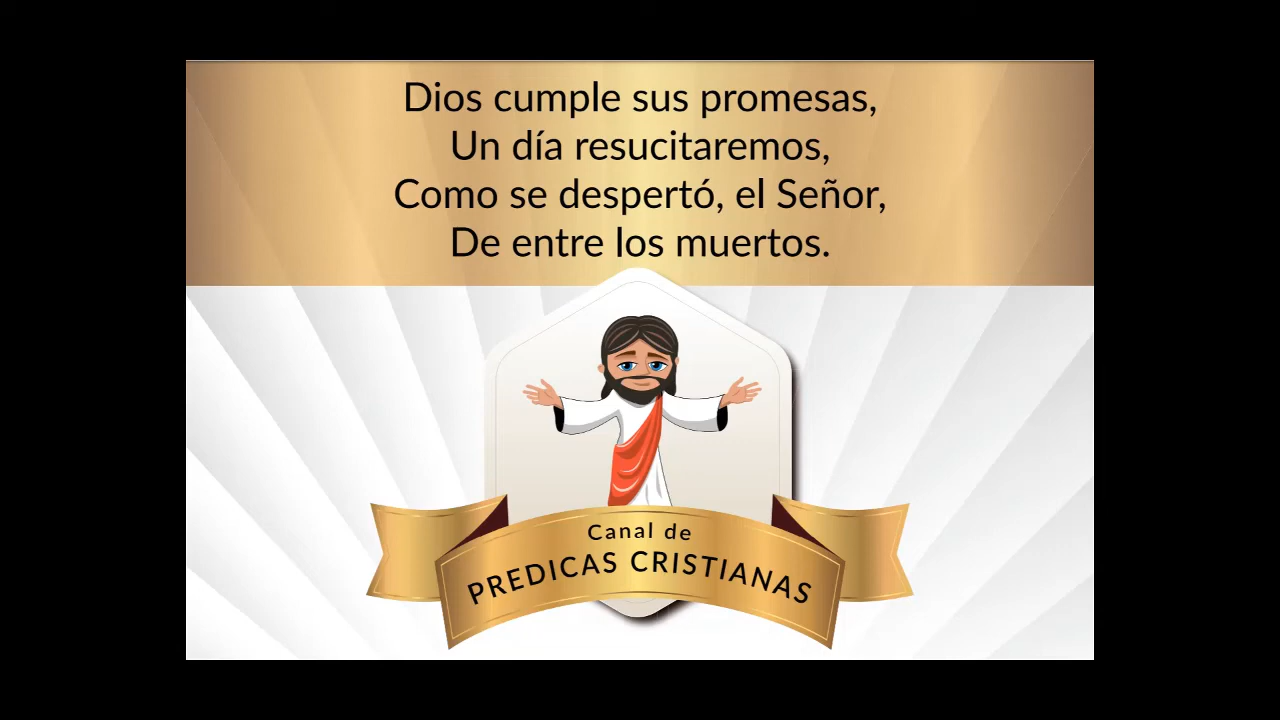 Dios cumple sus promesas,
Un día resucitaremos,
Como se despertó, el Señor,
De entre los muertos.
Canal de
PREDICAS CRISTIANAS